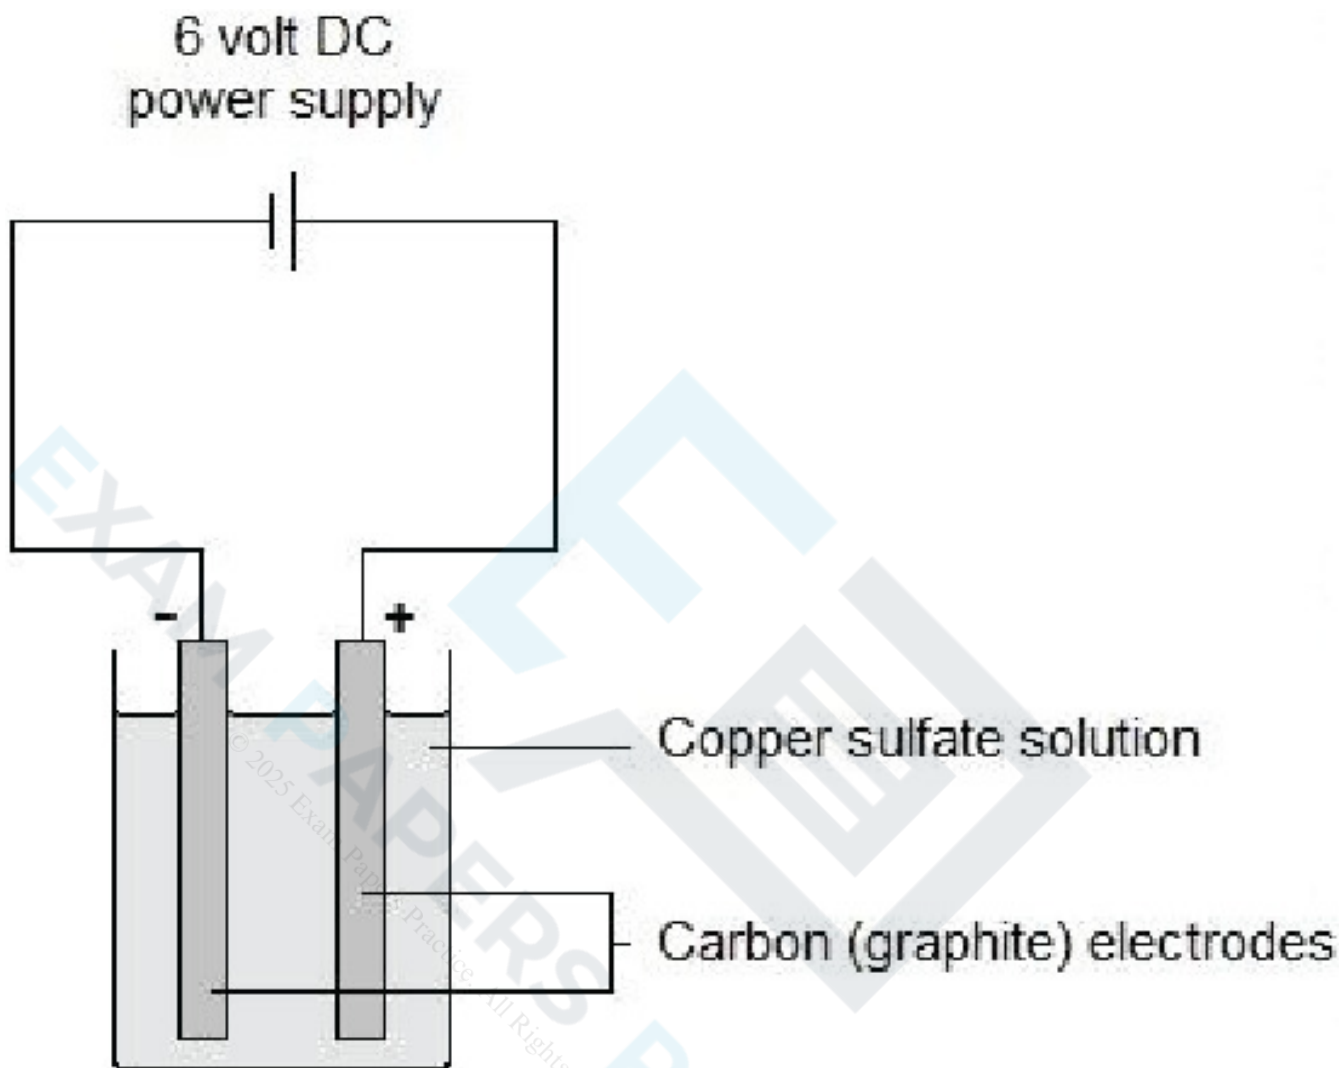 6 volt DC
power supply
-
+
Copper sulfate solution
Carbon (graphite) electrodes
EXAM PAPERS
© 2025 Exam Papers Practice. All Rights